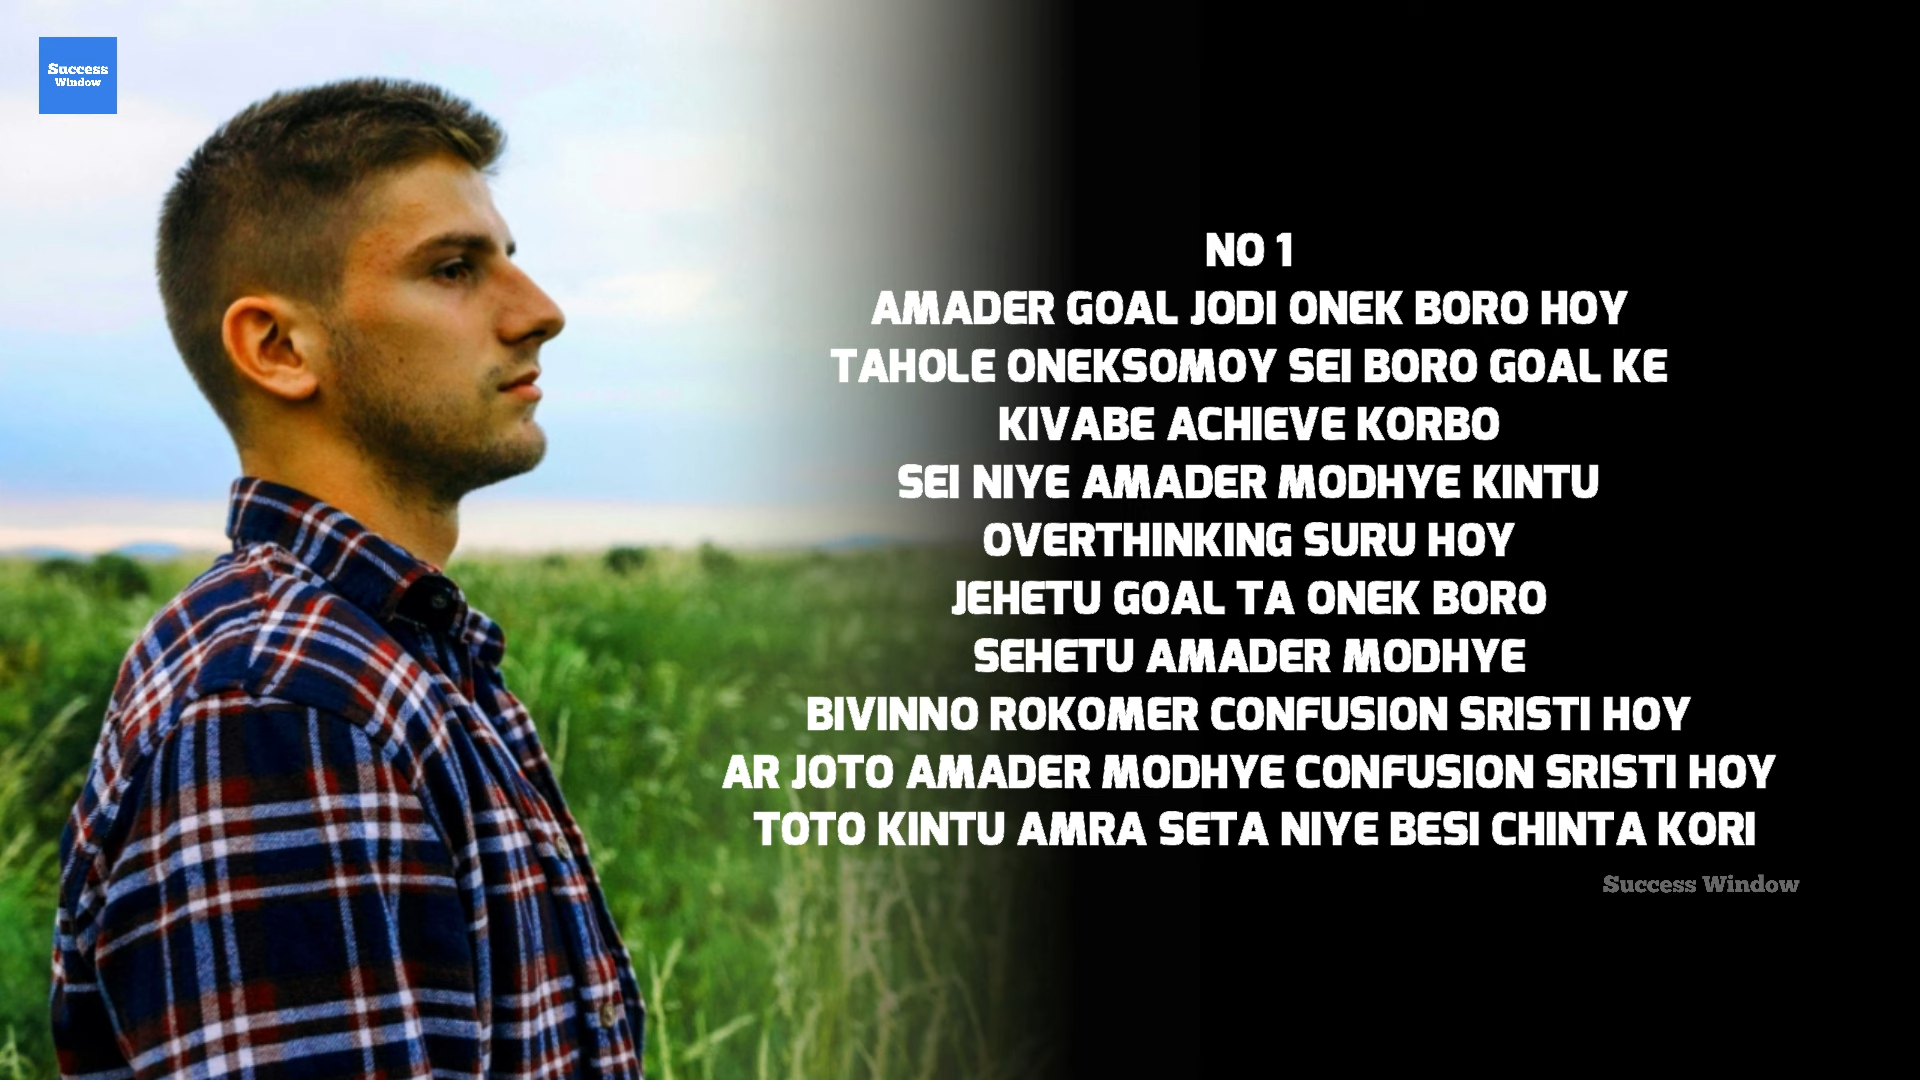 Success
Window
NO 1
AMADER GOAL JODI ONEK BORO HOY
TAHOLE ONEKSOMOY SEI BORO GOAL KE
KIVABE ACHIEVE KORBO
SEI NIYE AMADER MODHYE KINTU
OVERTHINKING SURU HOY
JEHETU GOAL TA ONEK BORO
SEHETU AMADER MODHYE
BIVINNO ROKOMER CONFUSION SRISTI HOY
AR JOTO AMADER MODHYE CONFUSION SRISTI HOY
TOTO KINTU AMRA SETA NIYE BESI CHINTA KORI
Success Window